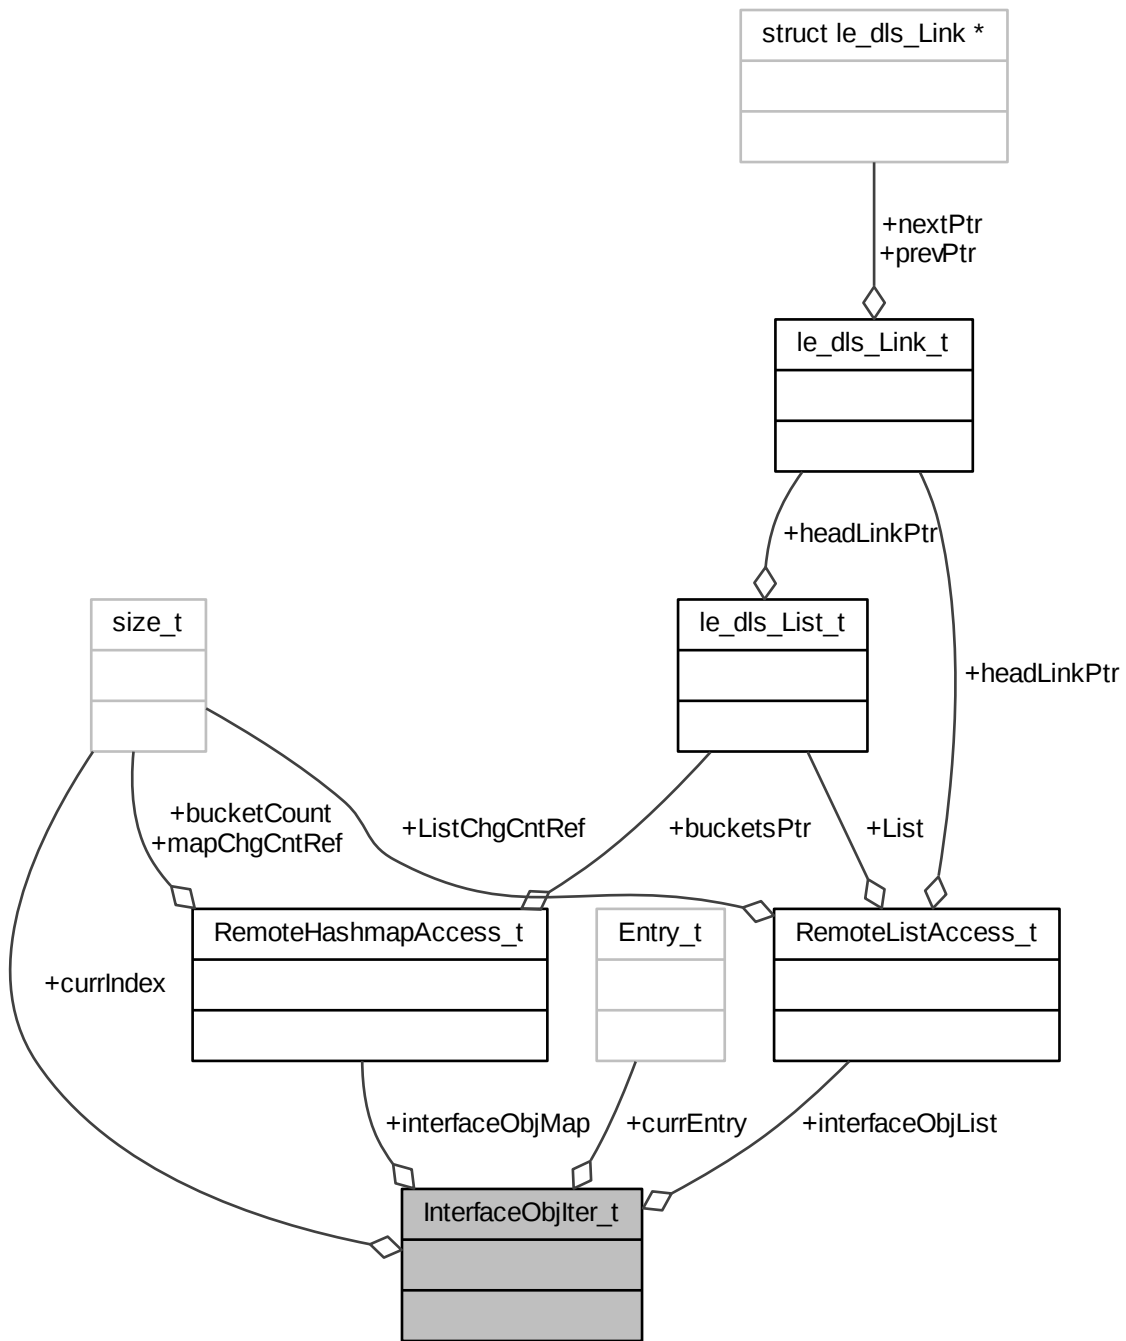 struct le_dls_Link *
+nextPtr
+prevPtr
le_dls_Link_t
+headLinkPtr
size_t
le_dls_List_t
+headLinkPtr
+bucketCount
+mapChgCntRef
+ListChgCntRef
+bucketsPtr
+List
RemoteHashmapAccess_t
Entry_t
RemoteListAccess_t
+currIndex
+interfaceObjMap
+currEntry
+interfaceObjList
InterfaceObjIter_t